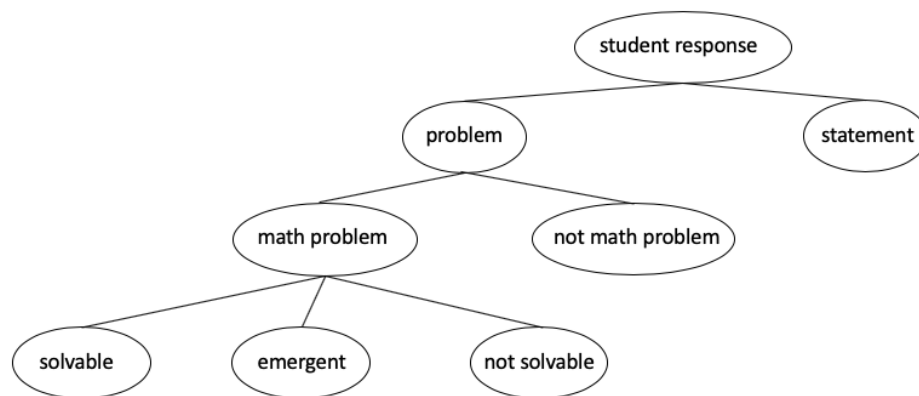 student response
problem
statement
math problem
not math problem
solvable
emergent
not solvable